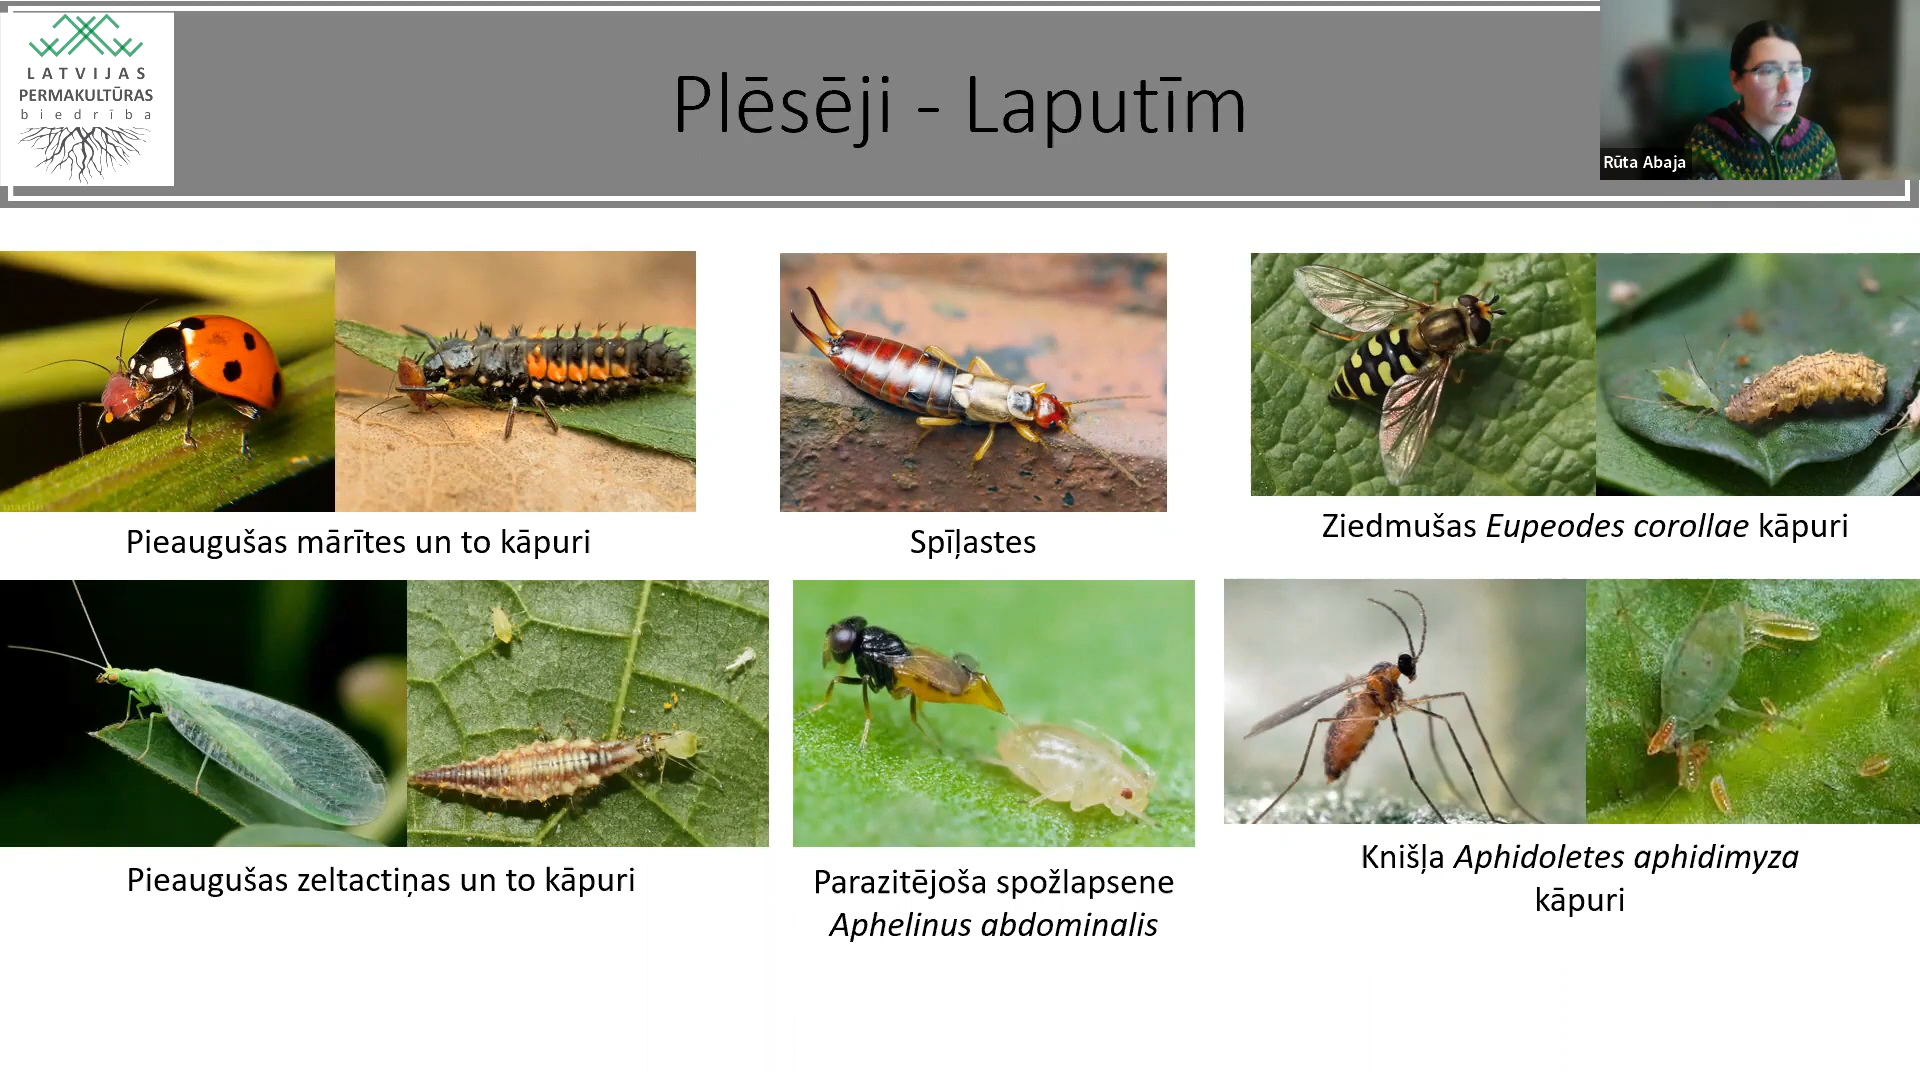 LATVIJAS
PERMAKULTŪRAS
biedrība
Plēsēji - Laputīm
Rūta Abaja
Pieaugušas mārītes un to kāpuri
Spīļastes
Ziedmušas Eupeodes corollae kāpuri
Pieaugušas zeltactiņas un to kāpuri
Parazitējoša spožlapsene
Aphelinus abdominalis
Knišļa Aphidoletes aphidimyza
kāpuri